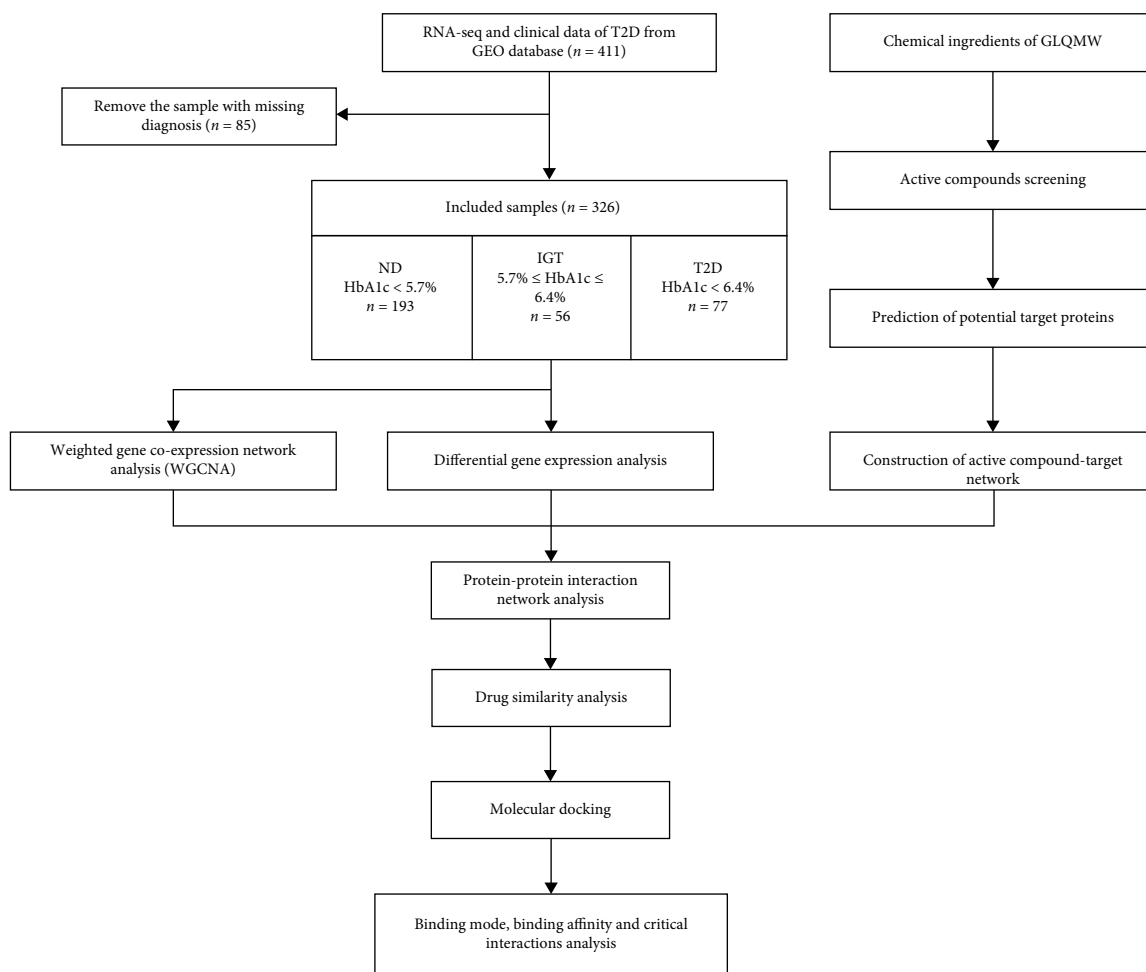 RNA-seq and clinical data of T2D from
GEO database (n = 411)
Chemical ingredients of GLQMW
Remove the sample with missing
diagnosis (n = 85)
Active compounds screening
Included samples (n = 326)
ND
HbA1c < 5.7%
n = 193
IGT
5.7% ≤ HbA1c ≤
6.4%
n = 56
T2D
HbA1c < 6.4%
n = 77
Prediction of potential target proteins
Weighted gene co-expression network
analysis (WGCNA)
Differential gene expression analysis
Construction of active compound-target
network
Protein-protein interaction
network analysis
Drug similarity analysis
Molecular docking
Binding mode, binding affinity and critical
interactions analysis